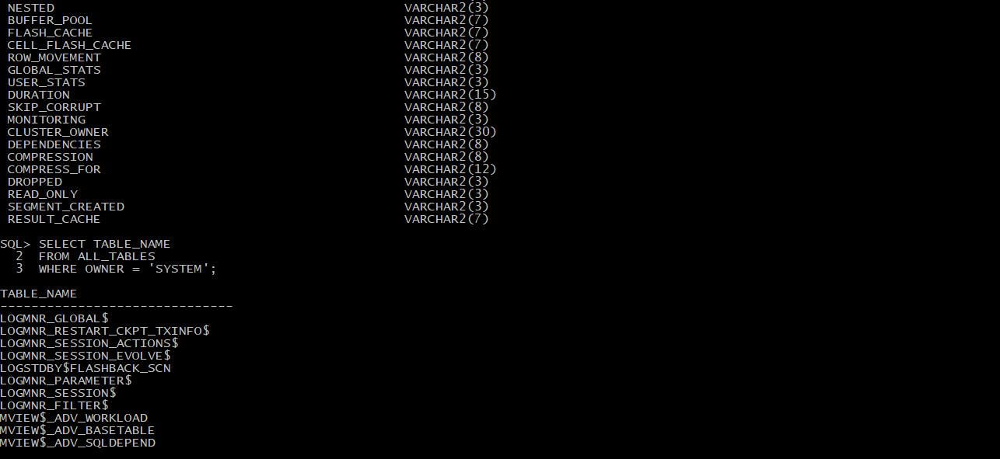 NESTED VARCHAR2(3)
BUFFER_POOL VARCHAR2(7)
FLASH_CACHE VARCHAR2(7)
CELL_FLASH_CACHE VARCHAR2(7)
ROW_MOVEMENT VARCHAR2(8)
GLOBAL_STATS VARCHAR2(3)
USER_STATS VARCHAR2(3)
DURATION VARCHAR2(15)
SKIP_CORRUPT VARCHAR2(8)
MONITORING VARCHAR2(3)
CLUSTER_OWNER VARCHAR2(30)
DEPENDENCIES VARCHAR2(8)
COMPRESSION VARCHAR2(8)
COMPRESS_FOR VARCHAR2(12)
DROPPED VARCHAR2(3)
READ_ONLY VARCHAR2(3)
SEGMENT_CREATED VARCHAR2(3)
RESULT_CACHE VARCHAR2(7)
SQL> SELECT TABLE_NAME
2 FROM ALL_TABLES
3 WHERE OWNER = 'SYSTEM';
TABLE_NAME
------------------------------
LOGMNR_GLOBAL$
LOGMNR_RESTART_CKPT_TXINFO$
LOGMNR_SESSION_ACTIONS$
LOGMNR_SESSION_EVOLVE$
LOGSTDBY$FLASHBACK_SCN
LOGMNR_PARAMETER$
LOGMNR_SESSION$
LOGMNR_FILTER$
MVIEW$_ADV_WORKLOAD
MVIEW$_ADV_BASETABLE
MVIEW$_ADV_SQLDEPEND